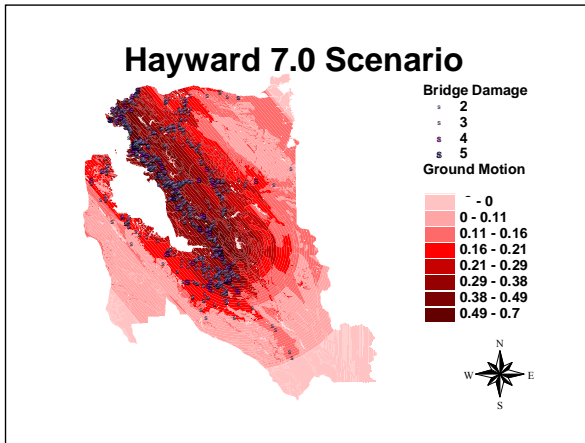 Hayward 7.0 Scenario
Bridge Damage
s 2
s 3
s 4
s 5
Ground Motion
- - 0
0 - 0.11
0.11 - 0.16
0.16 - 0.21
0.21 - 0.29
0.29 - 0.38
0.38 - 0.49
0.49 - 0.7
N
W E
S